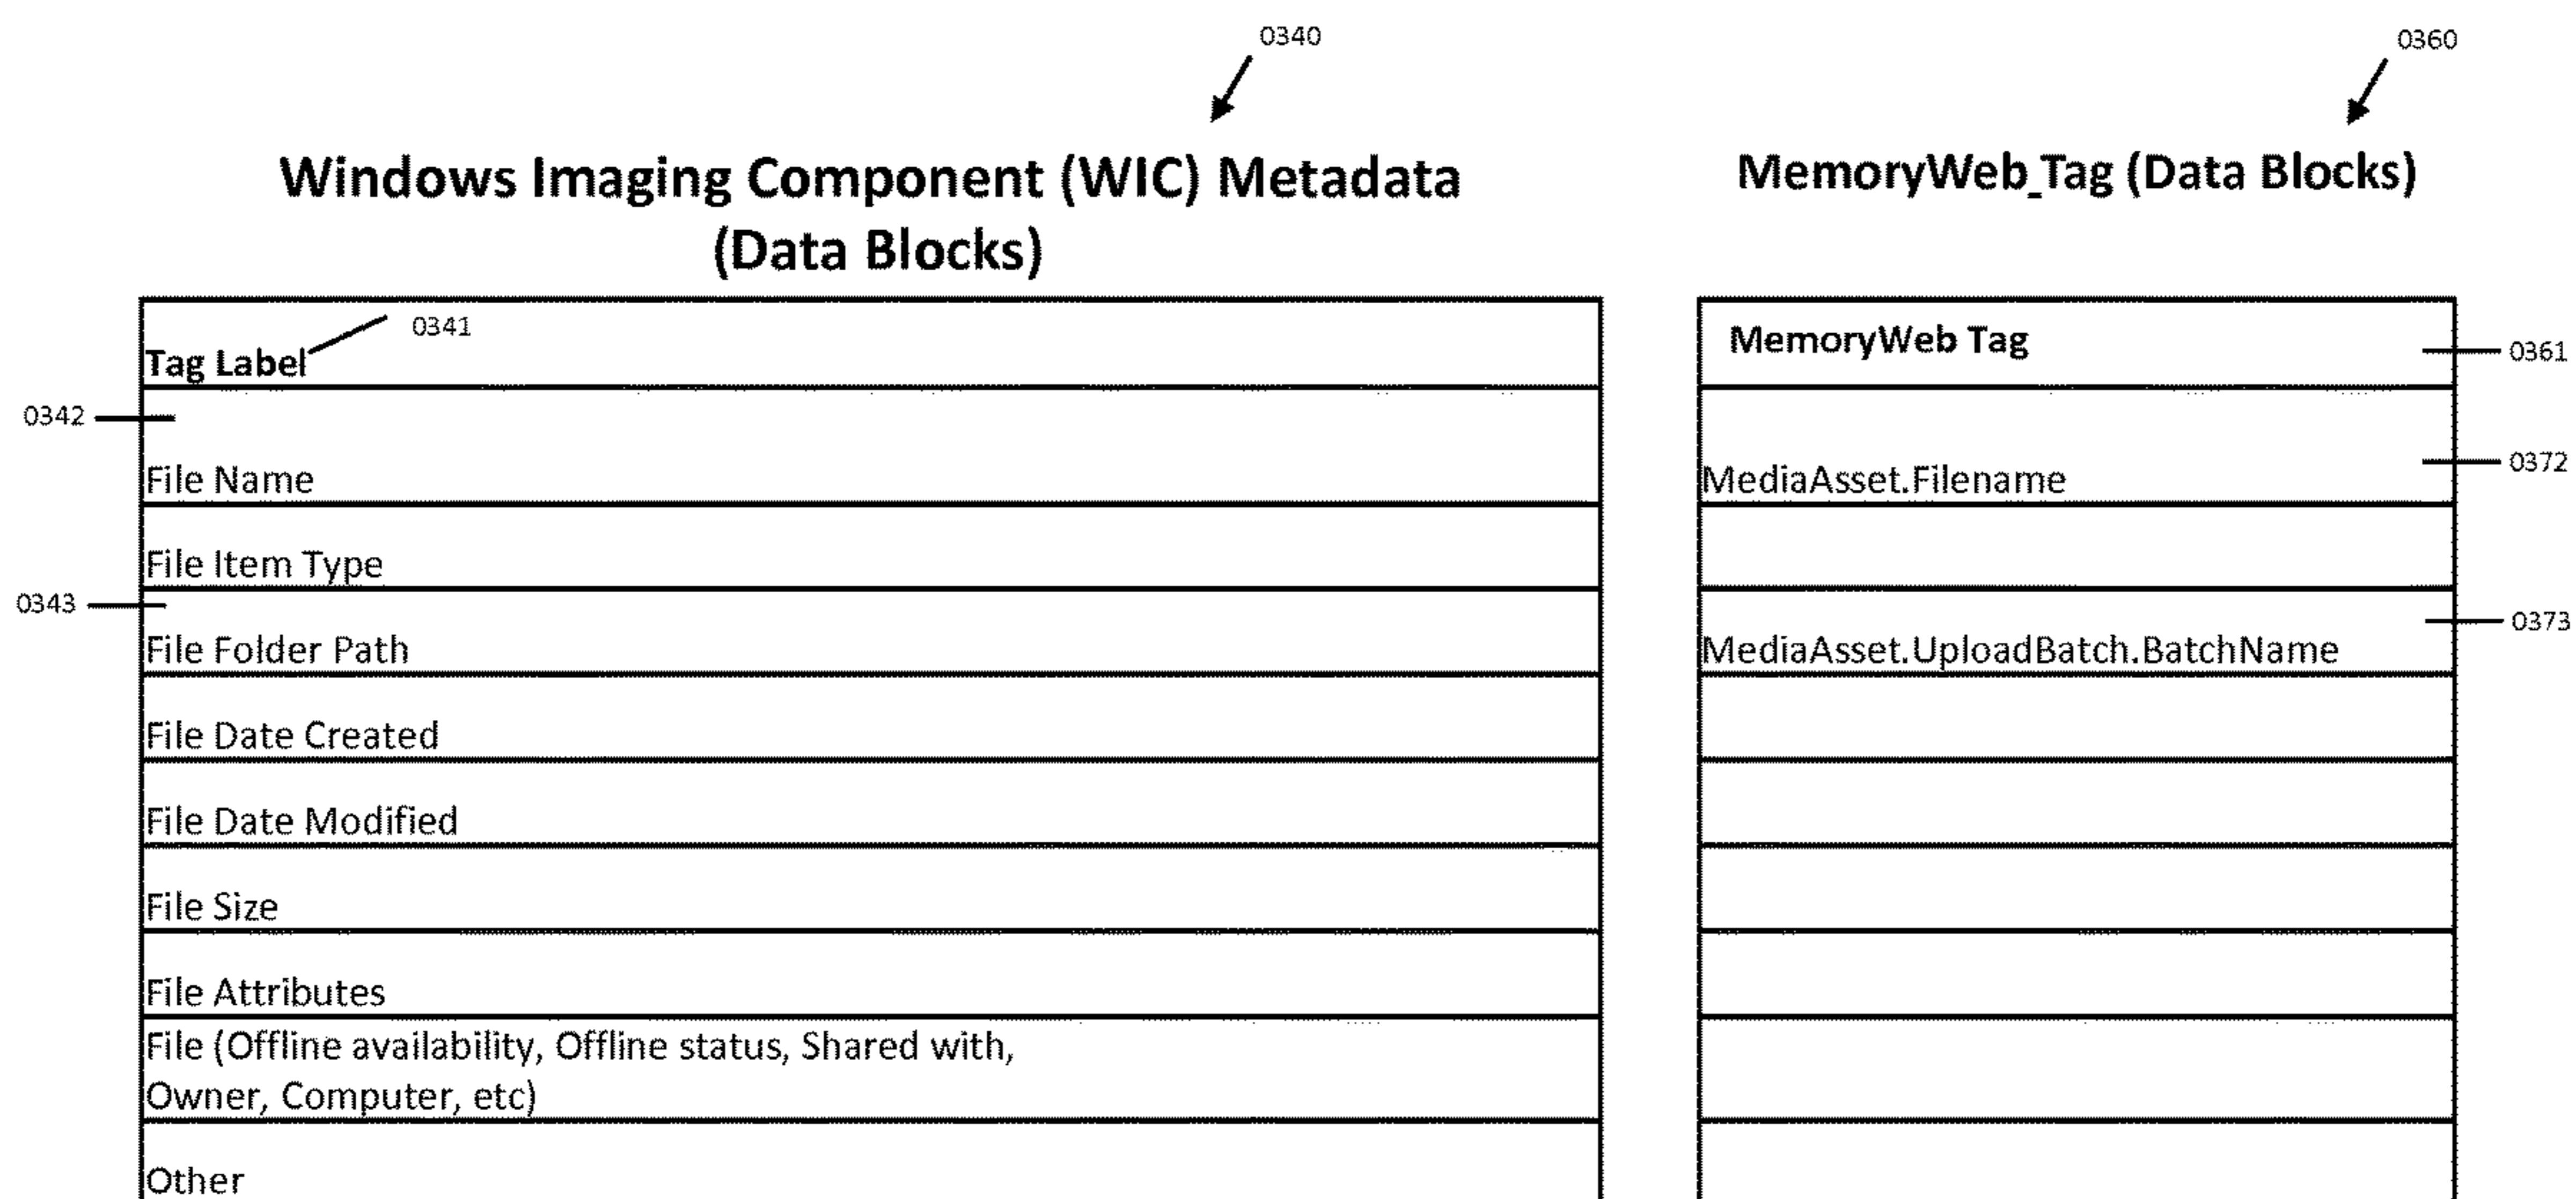 0340
0360
Windows Imaging Component (WIC) Metadata
(Data Blocks)
MemoryWeb_Tag (Data Blocks)
0341
Tag Label
MemoryWeb Tag
0361
0342
File Name
MediaAsset.Filename
0372
File Item Type
0343
File Folder Path
MediaAsset.UploadBatch.BatchName
0373
File Date Created
File Date Modified
File Size
File Attributes
File (Offline availability, Offline status, Shared with,
Owner, Computer, etc)
Other